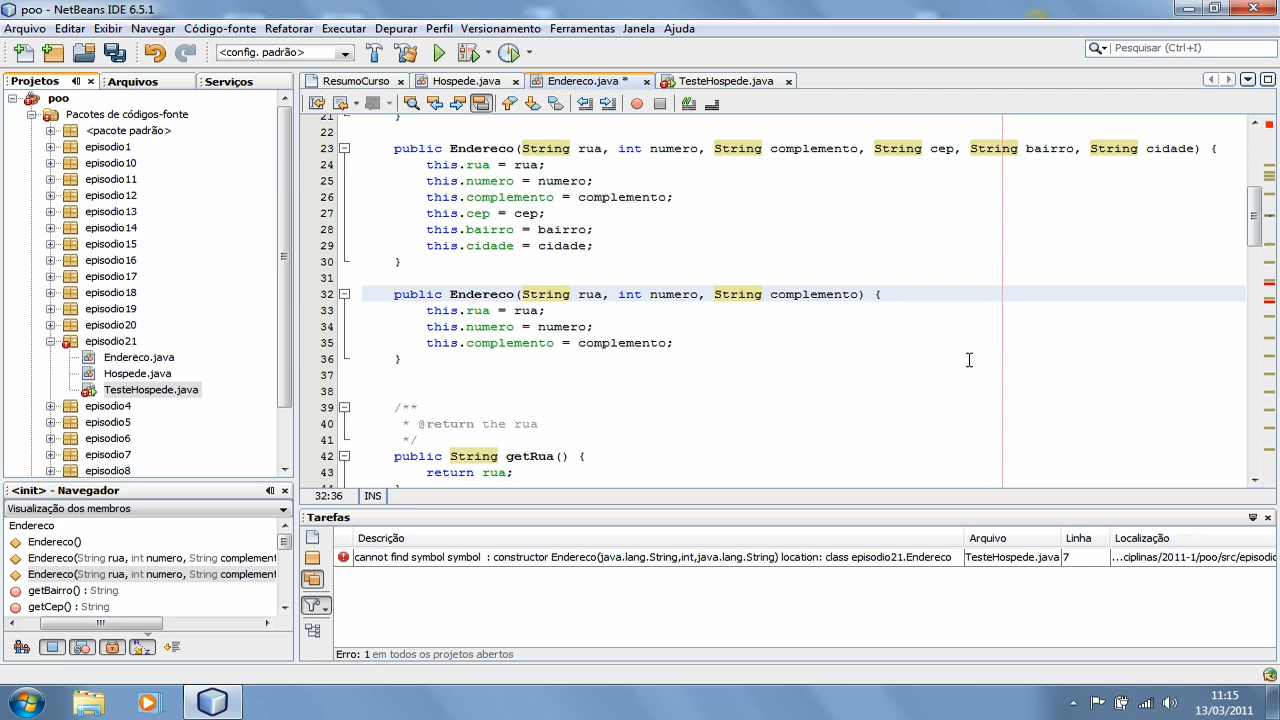 poo - NetBeans IDE 6.5.1
Arquivo Editar Exibir Navegar Código-fonte Refatorar Executar Depurar Perfil Versionamento Ferramentas Janela Ajuda
<config. padrão>
Pesquisar (Ctrl+I)
Projetos Arquivos Serviços
ResumoCurso Hospede.java Endereco.java * TesteHospede.java
poo
Pacotes de códigos-fonte
<pacote padrão>
episodio1
episodio10
episodio11
episodio12
episodio13
episodio14
episodio15
episodio16
episodio17
episodio18
episodio19
episodio20
episodio21
Endereco.java
Hospede.java
TesteHospede.java
episodio4
episodio5
episodio6
episodio7
episodio8
21 }
22
23 public Endereco(String rua, int numero, String complemento, String cep, String bairro, String cidade) {
24 this.rua = rua;
25 this.numero = numero;
26 this.complemento = complemento;
27 this.cep = cep;
28 this.bairro = bairro;
29 this.cidade = cidade;
30 }
31
32 public Endereco(String rua, int numero, String complemento) {
33 this.rua = rua;
34 this.numero = numero;
35 this.complemento = complemento;
36 }
37
38
39 /**
40 * @return the rua
41 */
42 public String getRua() {
43 return rua;
32:36 INS
<init> - Navegador
Visualização dos membros
Endereco
Endereco()
Endereco(String rua, int numero, String complement
Endereco(String rua, int numero, String complement
getBairro() : String
getCep() : String
Tarefas
Descrição Arquivo Linha Localização
cannot find symbol symbol : constructor Endereco(java.lang.String,int,java.lang.String) location: class episodio21.Endereco TesteHospede.java 7 ...ciplinas/2011-1/poo/src/episodio
Erro: 1 em todos os projetos abertos
11:15
13/03/2011